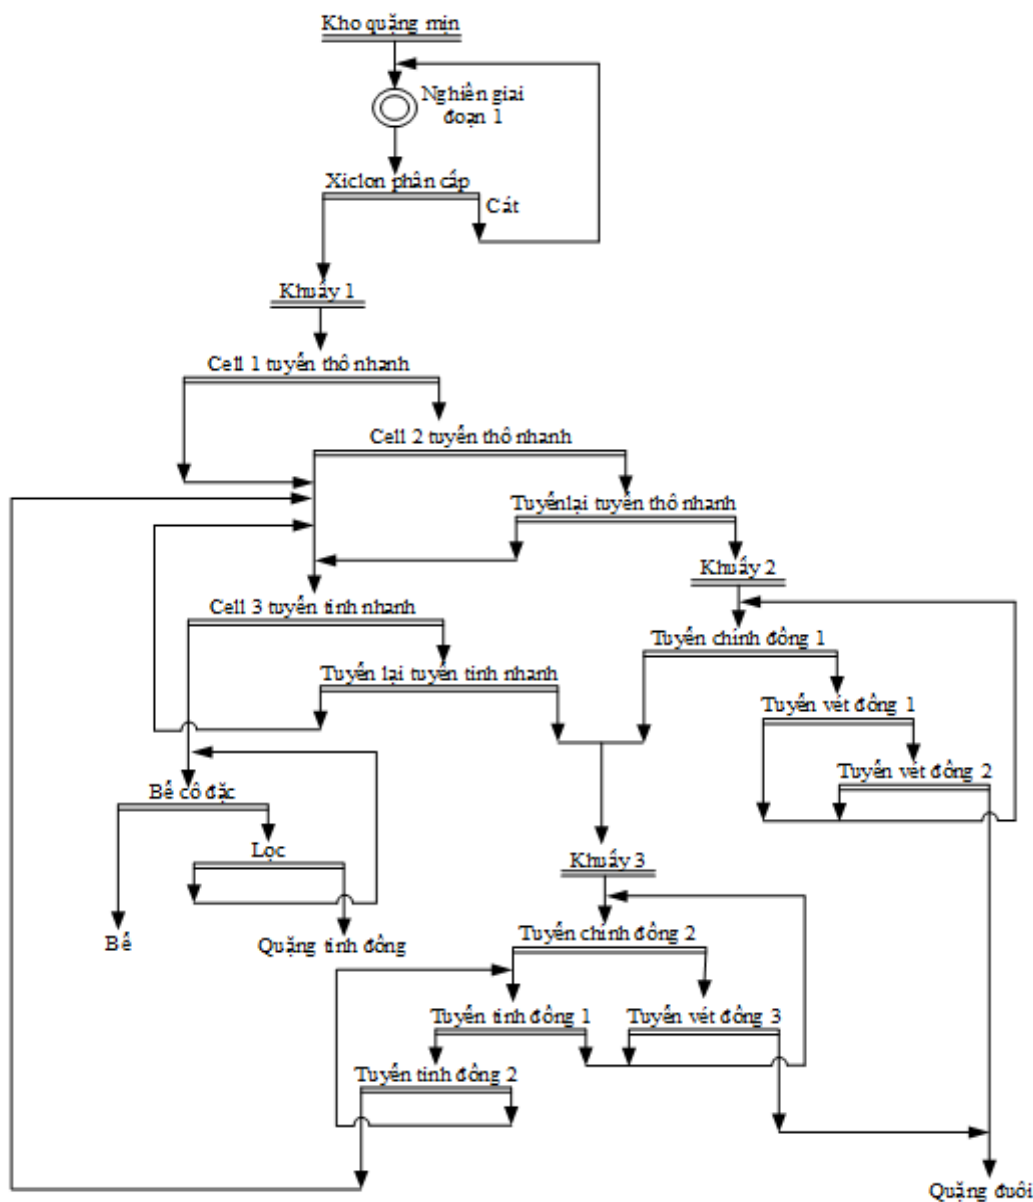 Kho quặng mịn
Nghiền giai
đoạn 1
Xiclon phân cấp
Cát
Khuấy 1
Cell 1 tuyển thô nhanh
Cell 2 tuyển thô nhanh
Tuyểnlại tuyển thô nhanh
Khuấy 2
Cell 3 tuyển tinh nhanh
Tuyển chính đồng 1
Tuyển lại tuyển tinh nhanh
Tuyển vét đồng 1
Tuyển vét đồng 2
Bể cô đặc
Lọc
Khuấy 3
Bể
Quặng tinh đồng
Tuyển chính đồng 2
Tuyển tinh đồng 1
Tuyển vét đồng 3
Tuyển tinh đồng 2
Quặng đuôi